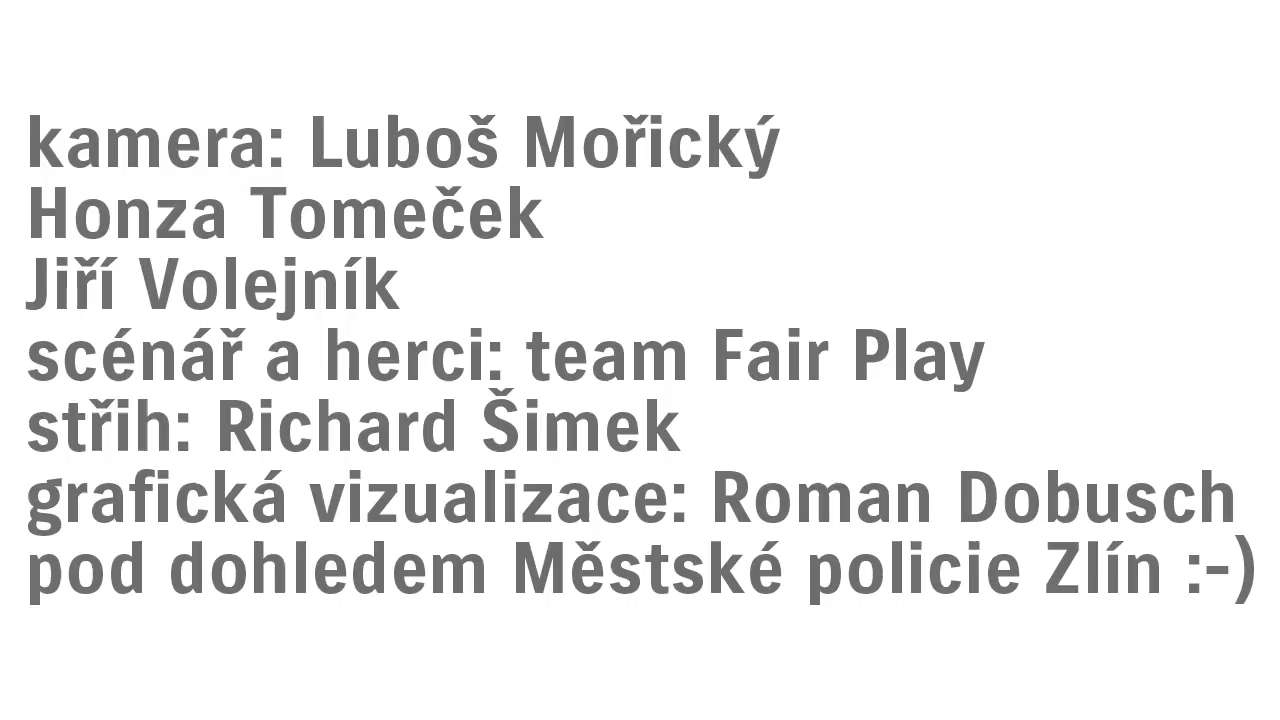 kamera: Luboš Mořický
Honza Tomeček
Jiří Volejník
scénář a herci: team Fair Play
střih: Richard Šimek
grafická vizualizace: Roman Dobusch
pod dohledem Městské policie Zlín :-)